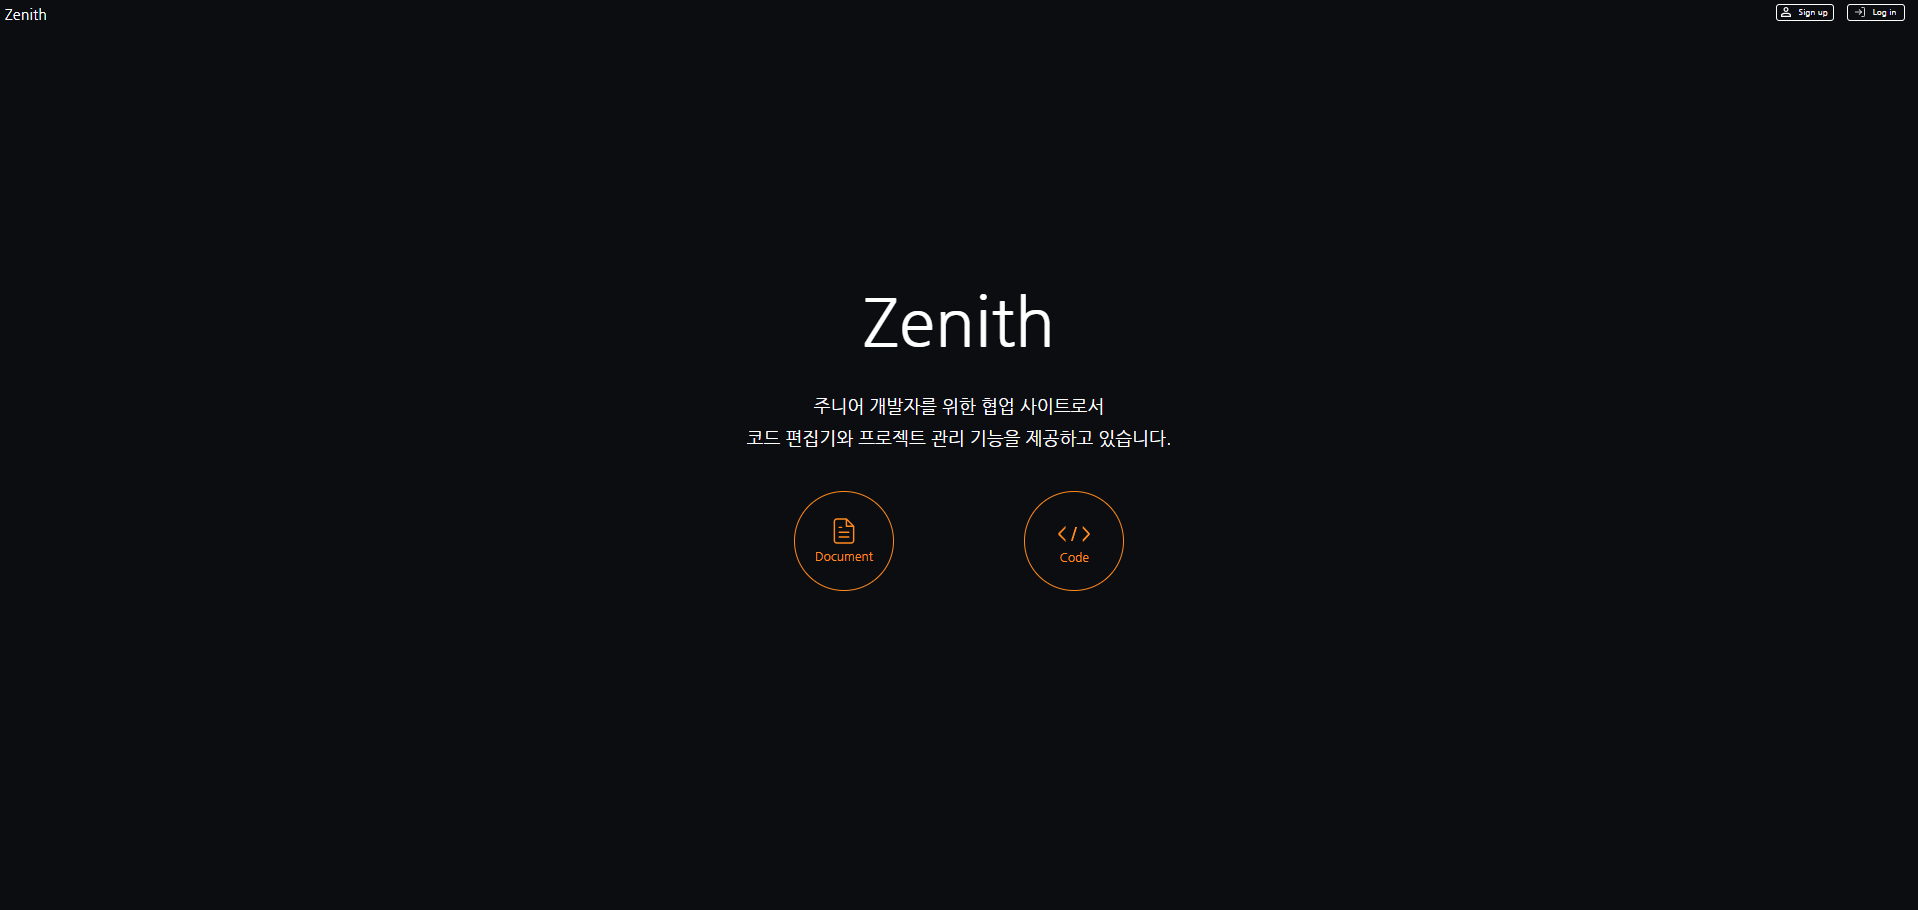 Zenith
Sign up
Log in
Zenith
주니어 개발자를 위한 협업 사이트로서
코드 편집기와 프로젝트 관리 기능을 제공하고 있습니다.
Document
Code